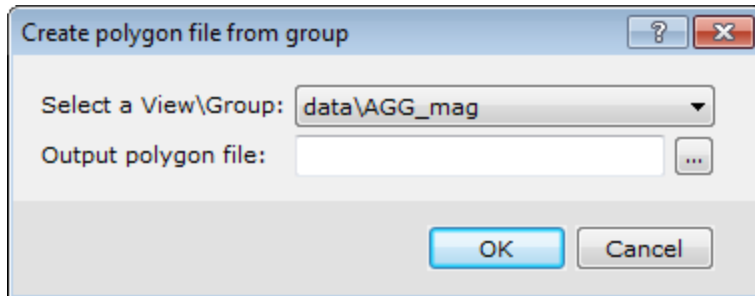 Create polygon file from group
?
Select a View\Group: data\AGG_mag
Output polygon file: ...
OK Cancel